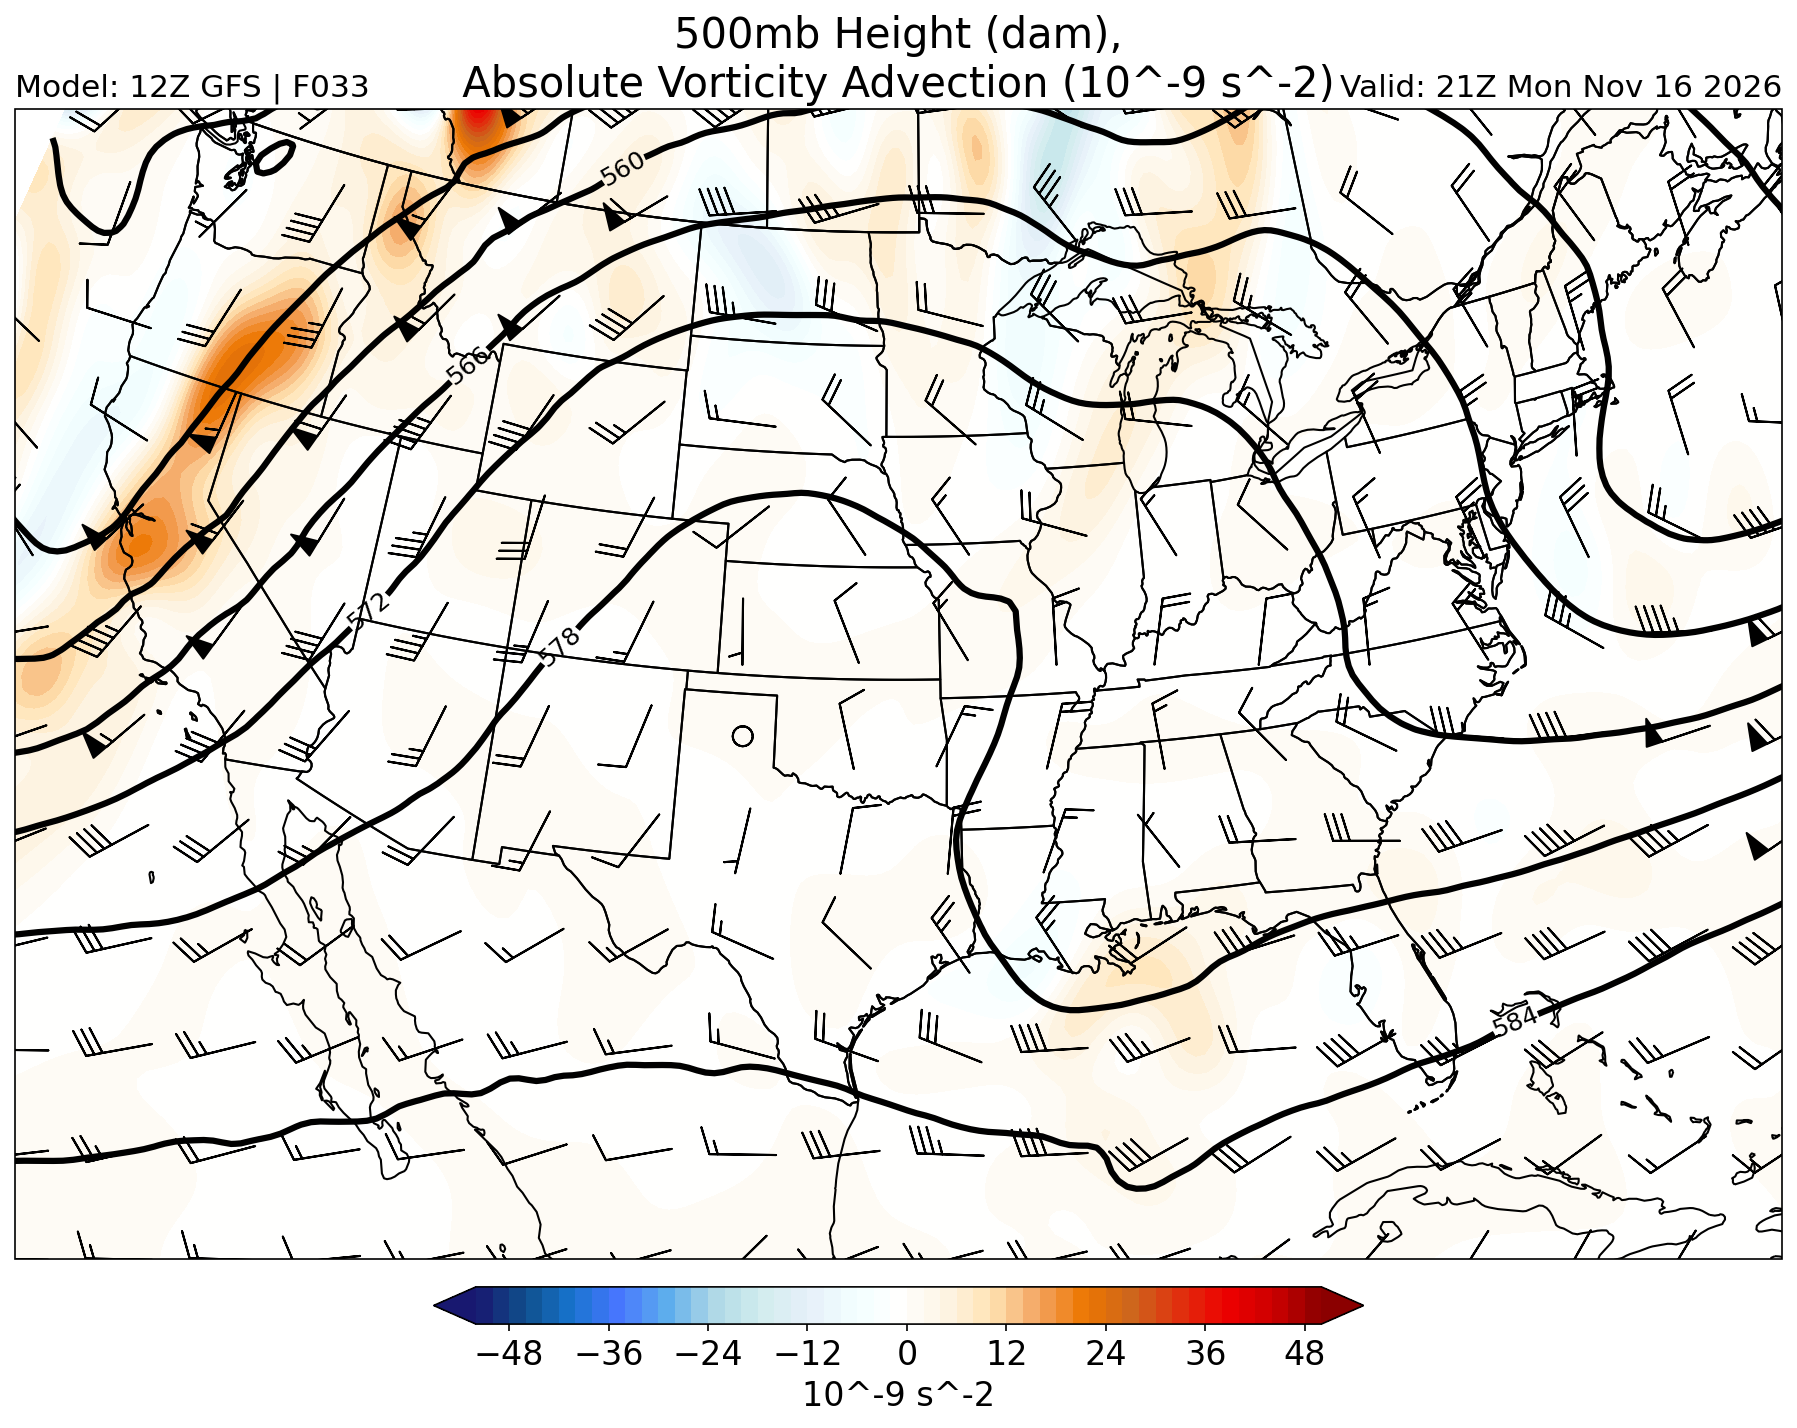 500mb Height (dam),
Model: 12Z GFS | F033
Absolute Vorticity Advection (10^-9 s^-2)
Valid: 21Z Mon Nov 16 2026
560
566
572
578
584
−48 −36 −24 −12 0 12 24 36 48
10^-9 s^-2